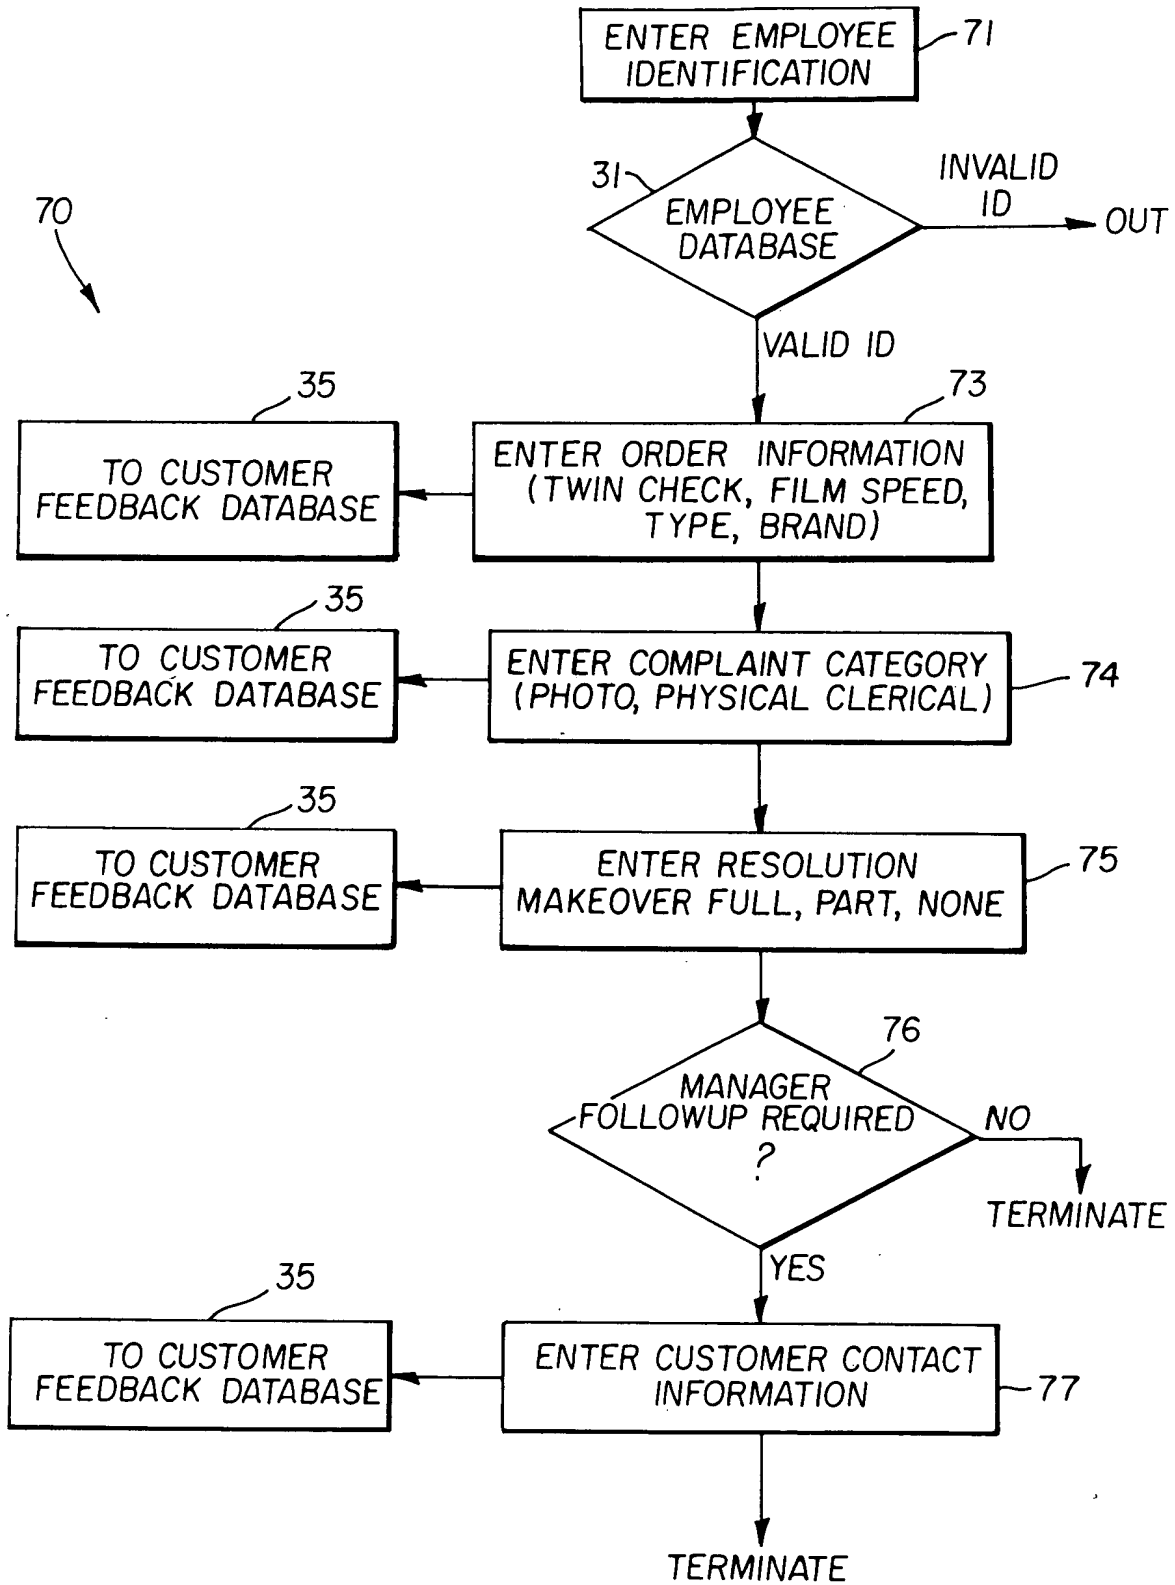 ENTER EMPLOYEE
IDENTIFICATION
71
31
EMPLOYEE
DATABASE
INVALID
ID
OUT
70
VALID ID
35
TO CUSTOMER
FEEDBACK DATABASE
73
ENTER ORDER INFORMATION
(TWIN CHECK, FILM SPEED,
TYPE, BRAND)
35
TO CUSTOMER
FEEDBACK DATABASE
ENTER COMPLAINT CATEGORY
(PHOTO, PHYSICAL CLERICAL)
74
35
TO CUSTOMER
FEEDBACK DATABASE
ENTER RESOLUTION
MAKEOVER FULL, PART, NONE
75
76
MANAGER
FOLLOWUP REQUIRED
?
NO
TERMINATE
YES
35
TO CUSTOMER
FEEDBACK DATABASE
ENTER CUSTOMER CONTACT
INFORMATION
77
TERMINATE